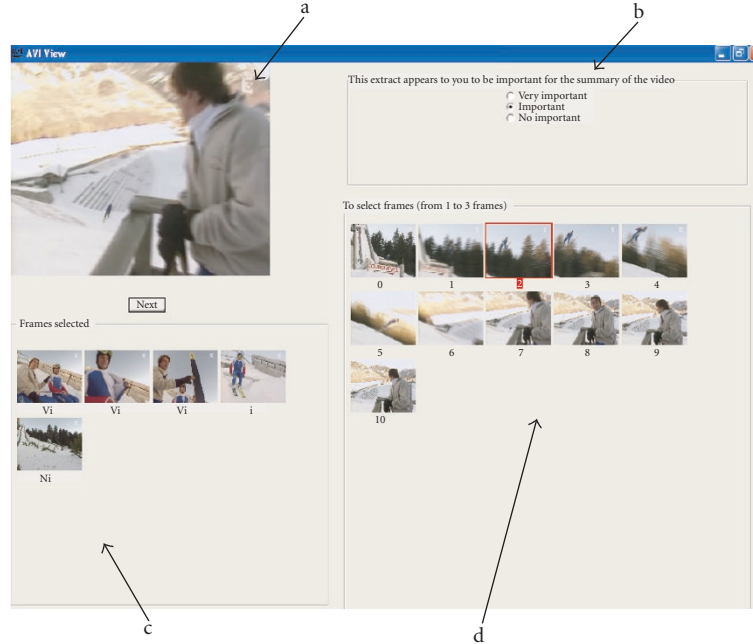 a
b
AVI View
This extract appears to you to be important for the summary of the video
Very important
Important
No important
To select frames (from 1 to 3 frames)
0 1 2 3 4
5 6 7 8 9
10
Next
Frames selected
Vi Vi Vi i
Ni
c
d